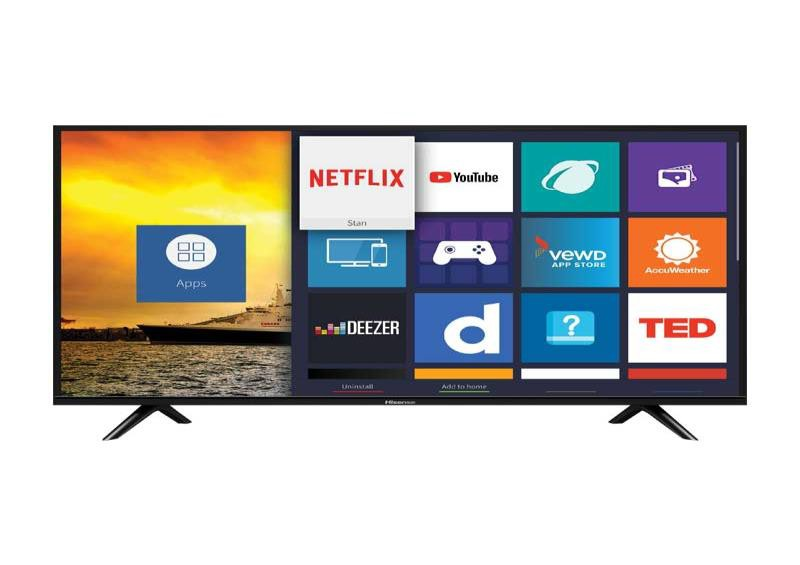 Apps
NETFLIX
Stan
YouTube
vewd
APP STORE
AccuWeather
DEEZER
d
?
TED
Uninstall
Add to home
Hisense